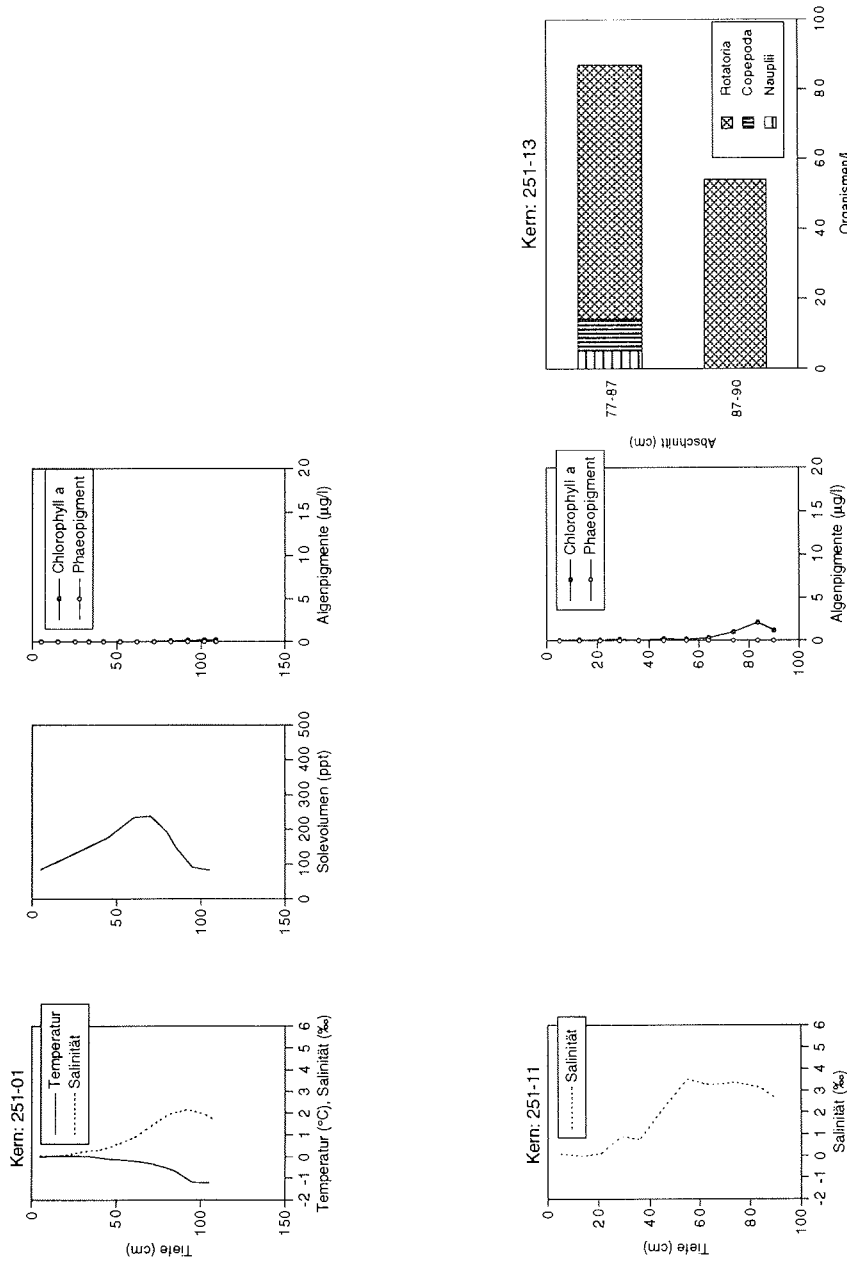 Kern: 251-01
Temperatur
Salinität
Tiefe (cm)
0
50
100
150
-2 -1 0 1 2 3 4 5 6
Temperatur (°C), Salinität (‰)
0
50
100
150
0 100 200 300 400 500
Solevolumen (ppt)
Chlorophyll a
Phaeopigment
0
50
100
150
0 5 10 15 20
Algenpigmente (µg/l)
Kern: 251-11
Salinität
Tiefe (cm)
0
20
40
60
80
100
-2 -1 0 1 2 3 4 5 6
Salinität (‰)
Chlorophyll a
Phaeopigment
0
20
40
60
80
100
0 5 10 15 20
Algenpigmente (µg/l)
Kern: 251-13
Abschnitt (cm)
77-87
87-90
Rotatoria
Copepoda
Nauplii
0 20 40 60 80 100
Organismen/l